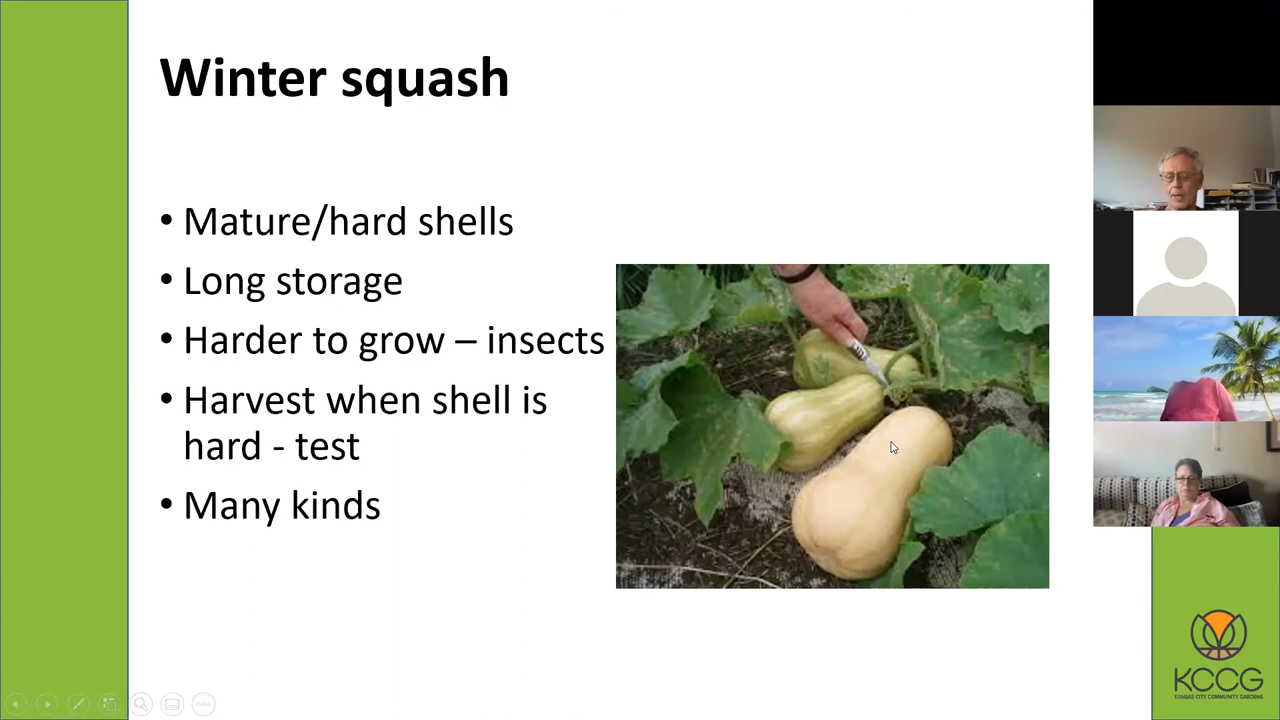 Winter squash
• Mature/hard shells
• Long storage
• Harder to grow – insects
• Harvest when shell is
hard - test
• Many kinds
KCCG
KANSAS CITY COMMUNITY GARDENS